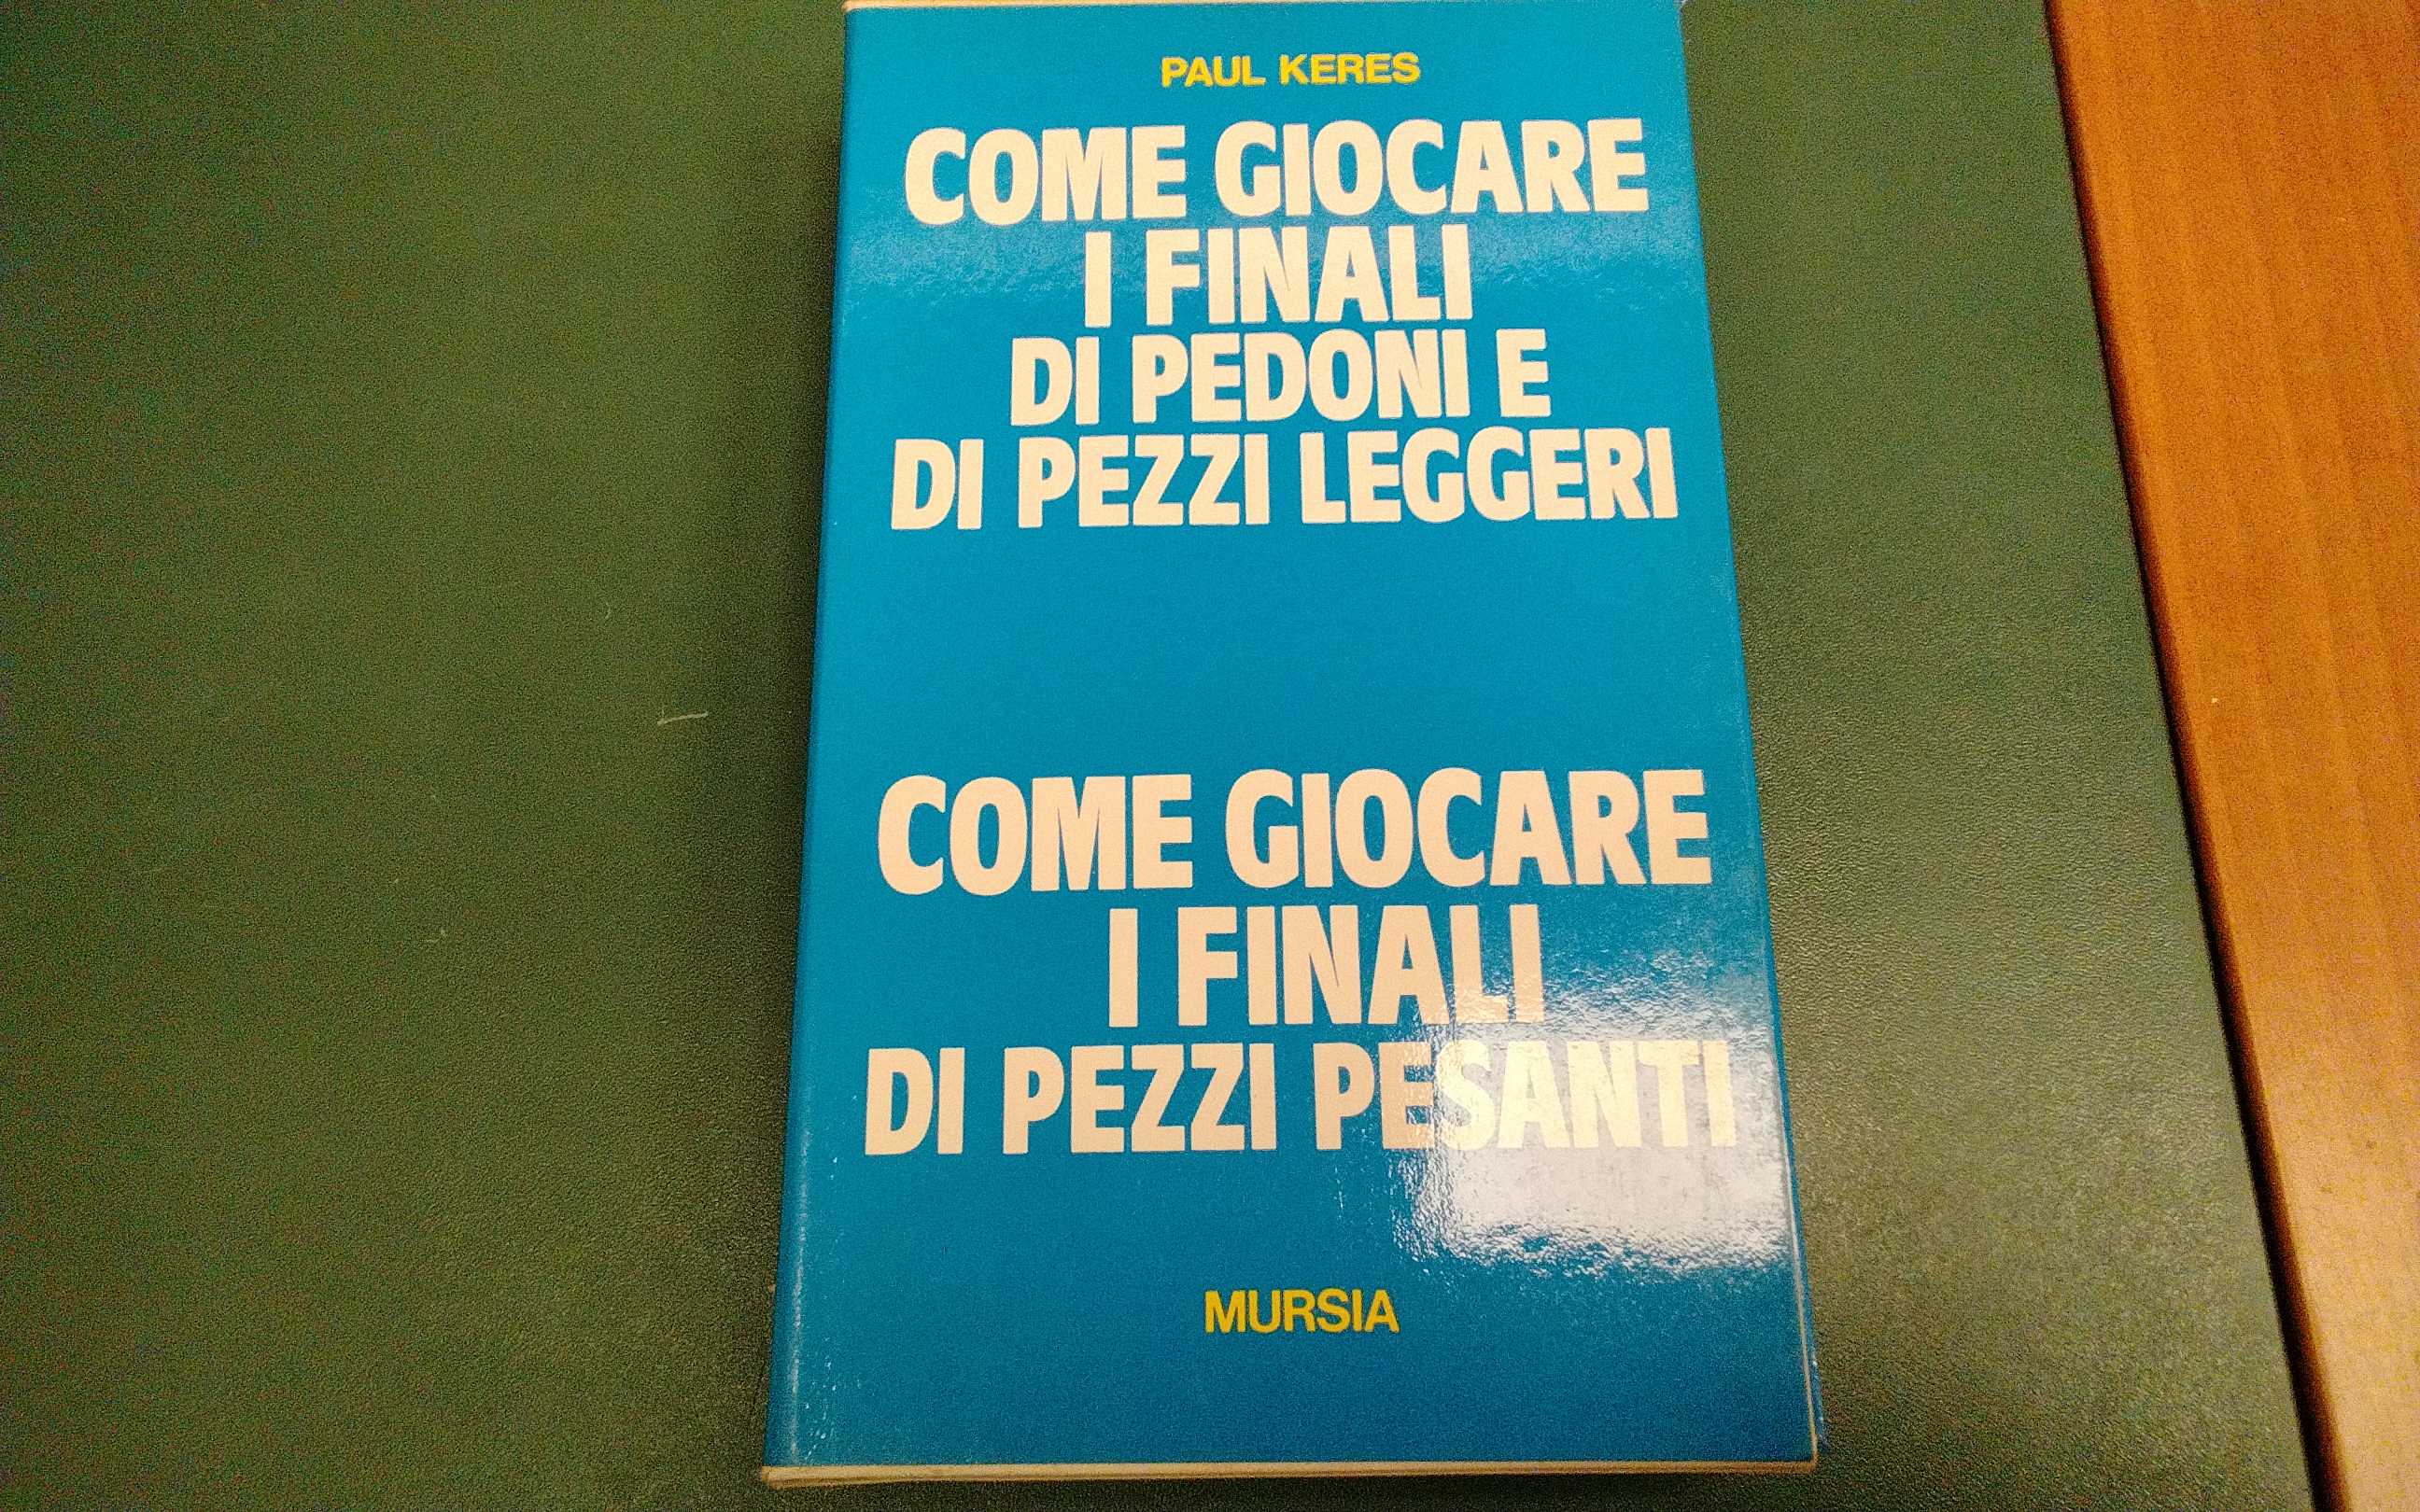 PAUL KERES
COME GIOCARE
I FINALI
DI PEDONI E
DI PEZZI LEGGERI
COME GIOCARE
I FINALI
DI PEZZI PESANTI
MURSIA